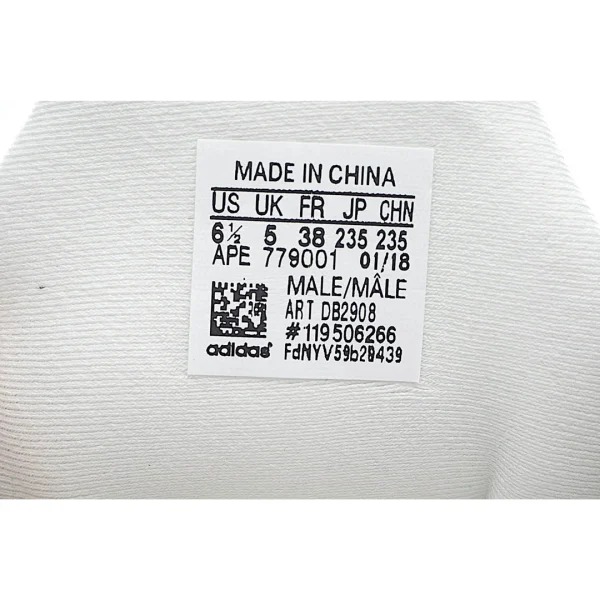 MADE IN CHINA
US UK FR JP CHN
6½ 5 38 235 235
APE 779001 01/18
MALE/MÂLE
ART DB2908
#119506266
adidas